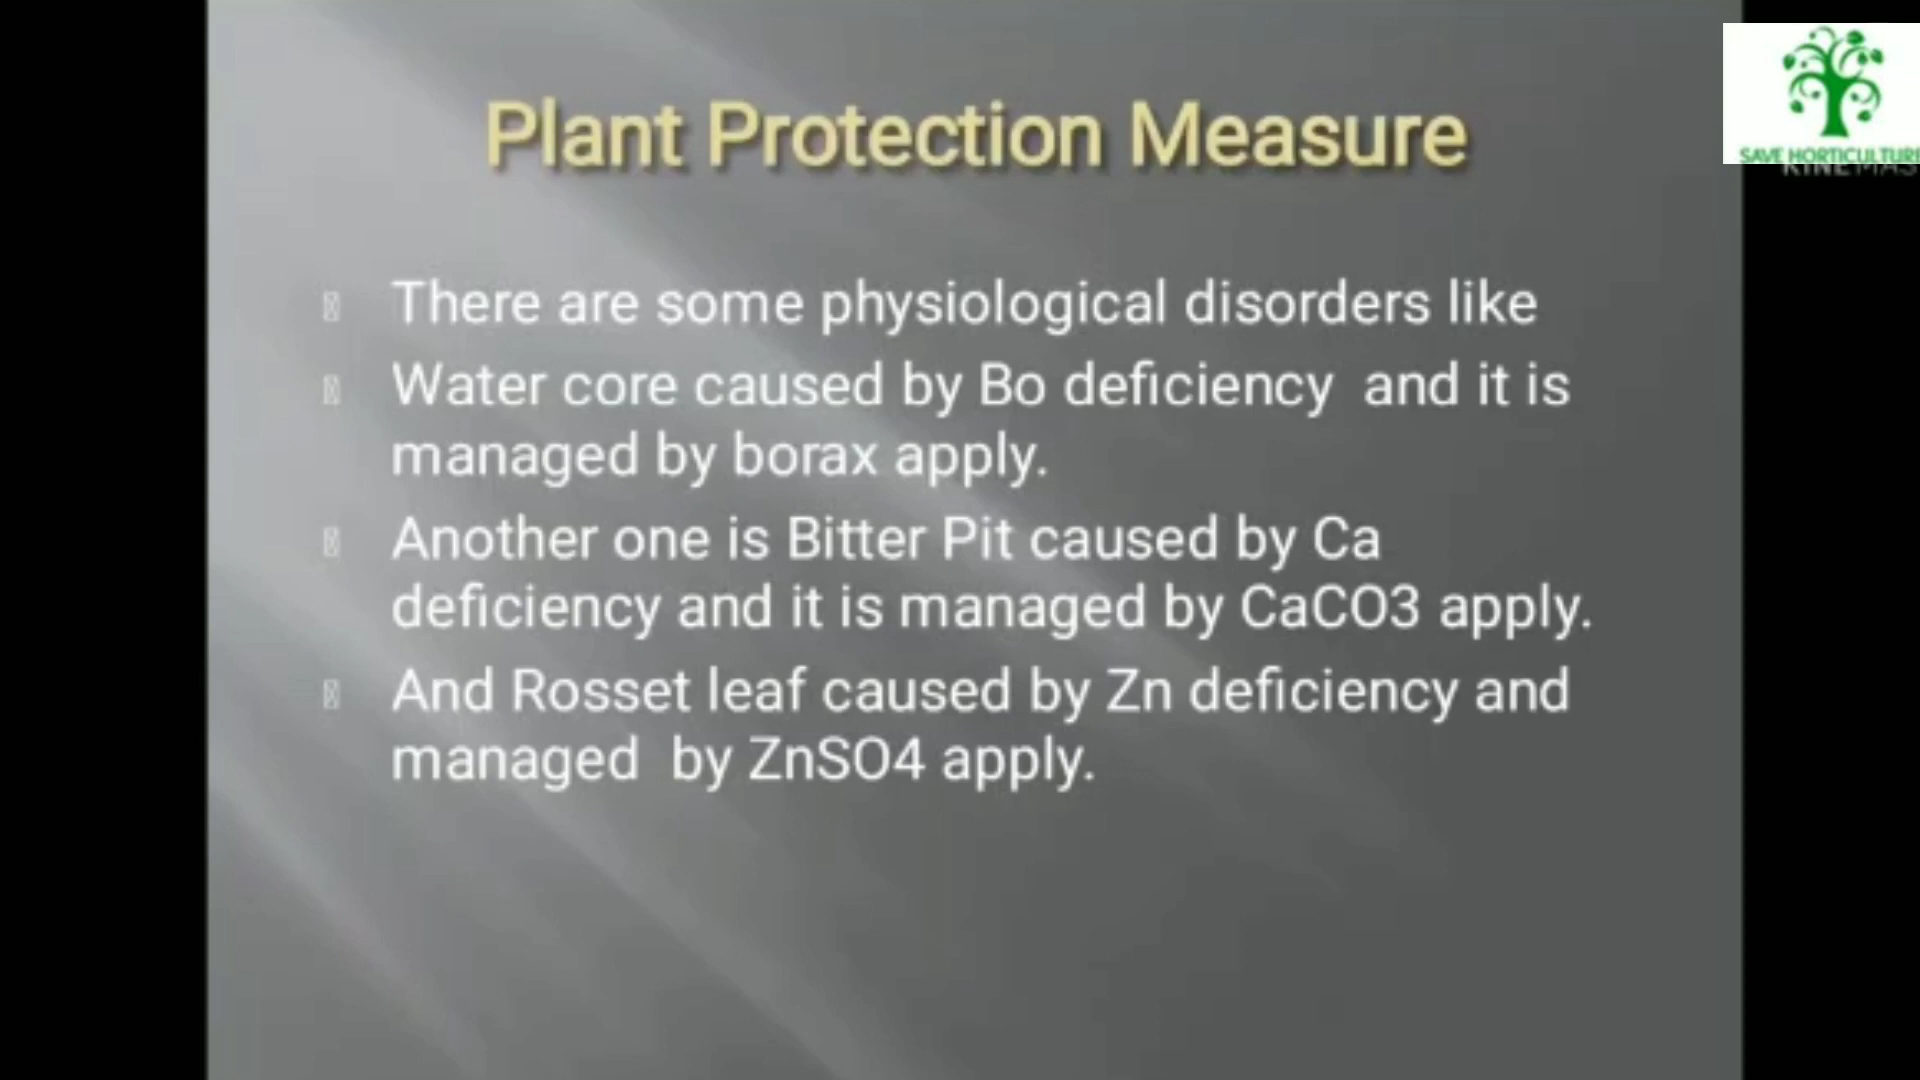 Plant Protection Measure
SAVE HORTICULTURE
There are some physiological disorders like
Water core caused by Bo deficiency and it is
managed by borax apply.
Another one is Bitter Pit caused by Ca
deficiency and it is managed by CaCO3 apply.
And Rosset leaf caused by Zn deficiency and
managed by ZnSO4 apply.